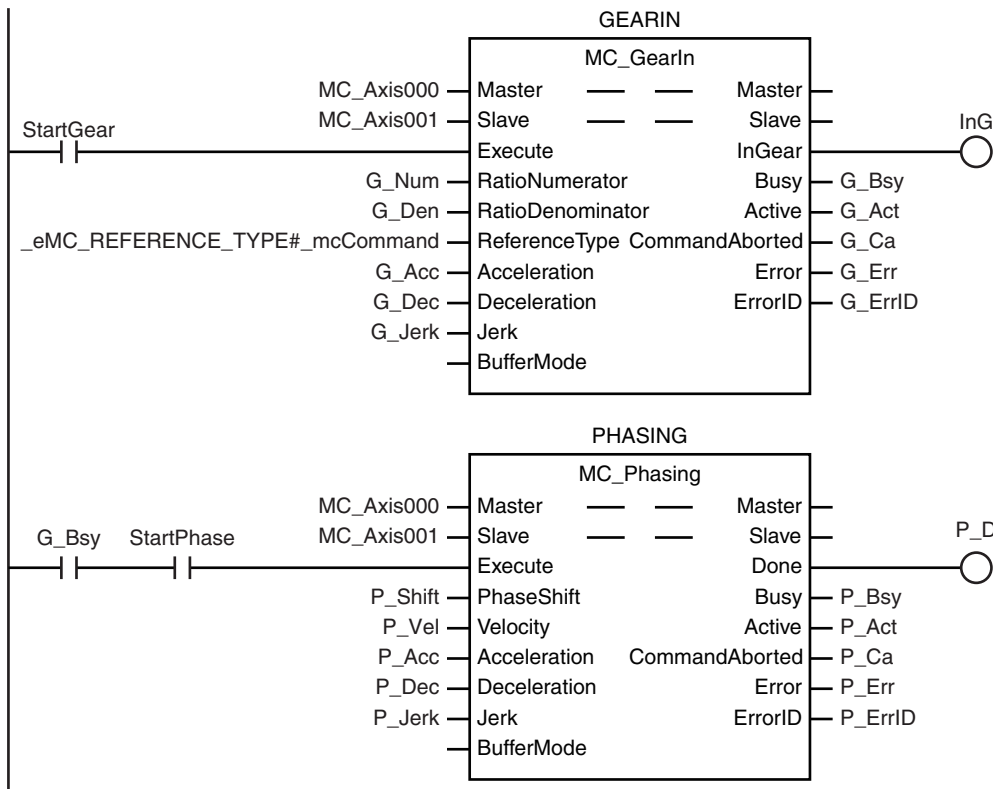 GEARIN
MC_GearIn
MC_Axis000 Master Master
MC_Axis001 Slave Slave
StartGear InG
Execute InGear
G_Num RatioNumerator Busy G_Bsy
G_Den RatioDenominator Active G_Act
_eMC_REFERENCE_TYPE#_mcCommand ReferenceType CommandAborted G_Ca
G_Acc Acceleration Error G_Err
G_Dec Deceleration ErrorID G_ErrID
G_Jerk Jerk
BufferMode
PHASING
MC_Phasing
MC_Axis000 Master Master
MC_Axis001 Slave Slave
G_Bsy StartPhase P_D
Execute Done
P_Shift PhaseShift Busy P_Bsy
P_Vel Velocity Active P_Act
P_Acc Acceleration CommandAborted P_Ca
P_Dec Deceleration Error P_Err
P_Jerk Jerk ErrorID P_ErrID
BufferMode